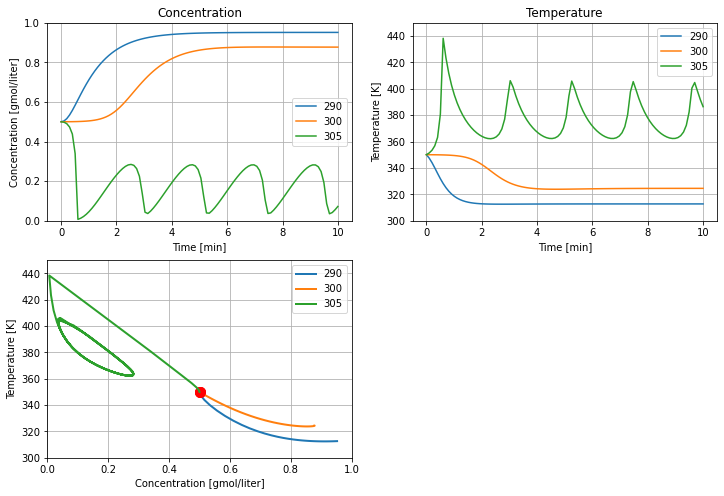 Concentration
Concentration [gmol/liter]
1.0
0.8
0.6
0.4
0.2
0.0
290
300
305
0 2 4 6 8 10
Time [min]
Temperature
Temperature [K]
440
420
400
380
360
340
320
300
290
300
305
0 2 4 6 8 10
Time [min]
Temperature [K]
440
420
400
380
360
340
320
300
290
300
305
0.0 0.2 0.4 0.6 0.8 1.0
Concentration [gmol/liter]